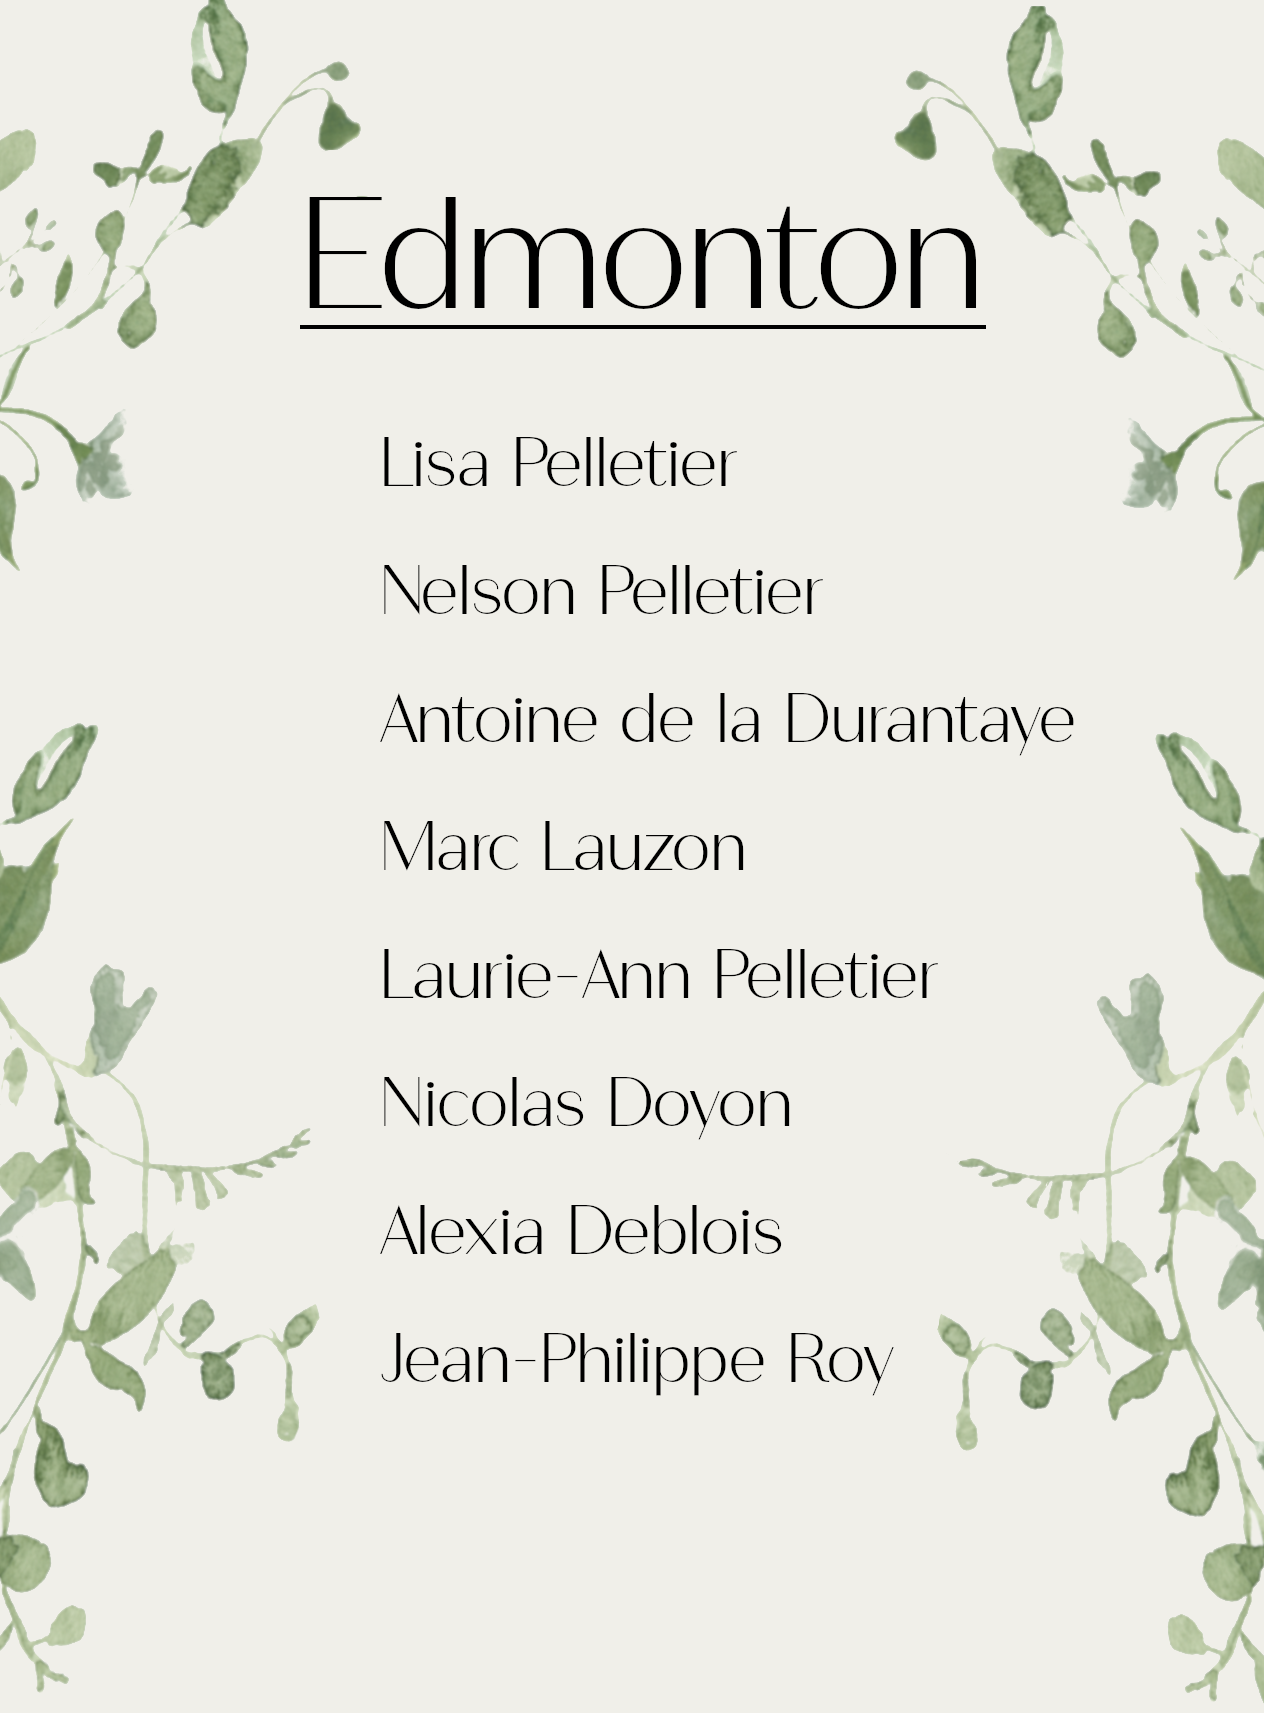 Edmonton
Lisa Pelletier
Nelson Pelletier
Antoine de la Durantaye
Marc Lauzon
Laurie-Ann Pelletier
Nicolas Doyon
Alexia Deblois
Jean-Philippe Roy